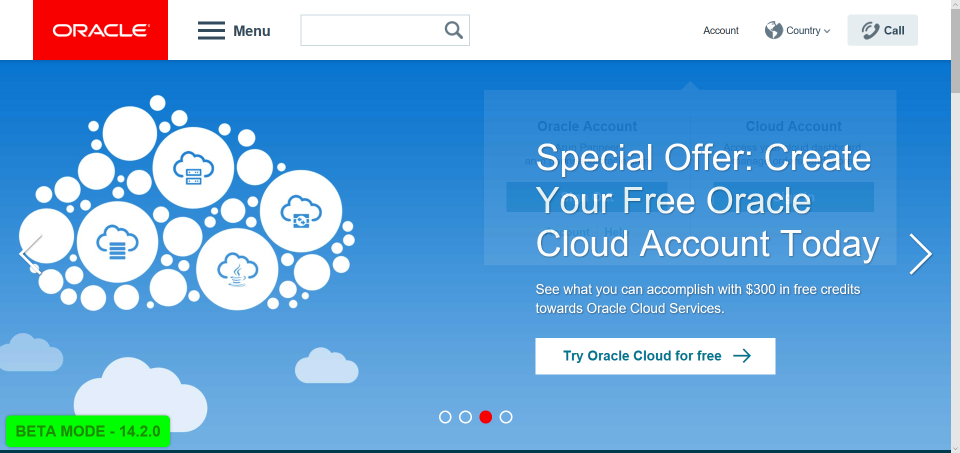 ORACLE
Menu
Account
Country
Call
Oracle Account
Cloud Account
Special Offer: Create
Your Free Oracle
Cloud Account Today
See what you can accomplish with $300 in free credits
towards Oracle Cloud Services.
Try Oracle Cloud for free
BETA MODE - 14.2.0